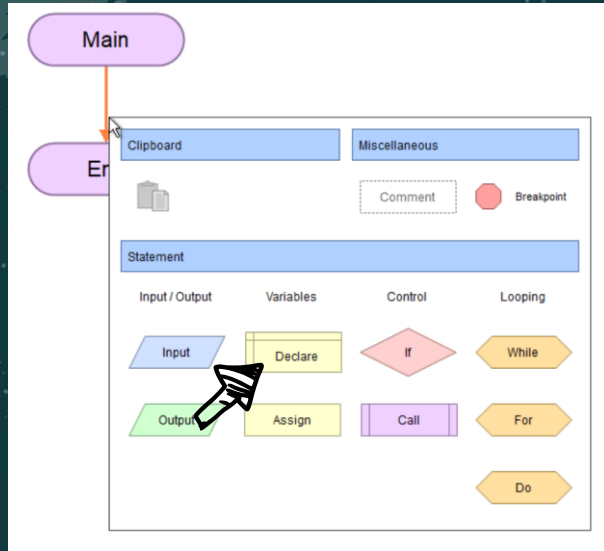 Main
En
Clipboard Miscellaneous
Comment Breakpoint
Statement
Input / Output Variables Control Looping
Input Declare If While
Output Assign Call For
Do